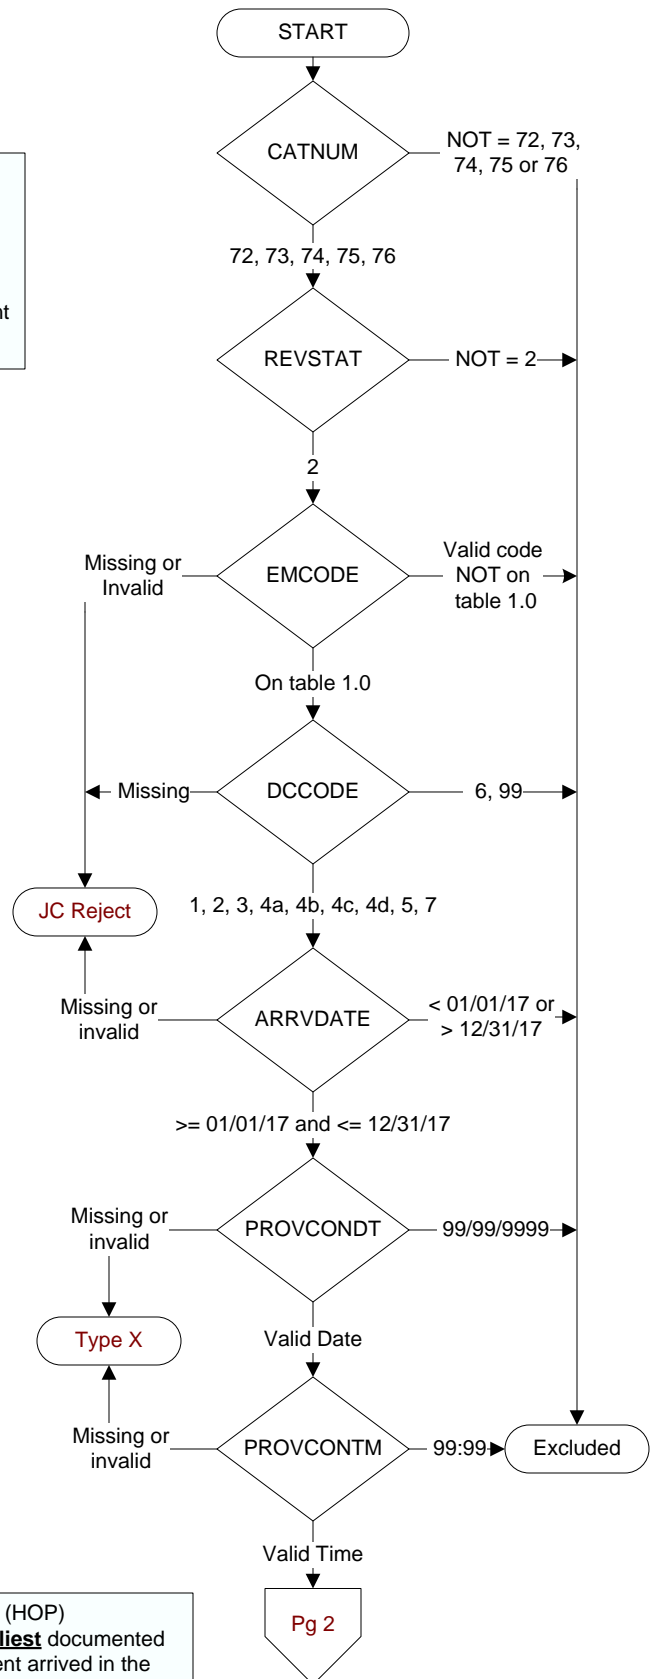 START
CATNUM
NOT = 72, 73,
74, 75 or 76
72, 73, 74, 75, 76
nt
REVSTAT
NOT = 2
2
Missing or
Invalid
EMCODE
Valid code
NOT on
table 1.0
On table 1.0
Missing
DCCODE
6, 99
JC Reject
1, 2, 3, 4a, 4b, 4c, 4d, 5, 7
Missing or
invalid
ARRVDATE
< 01/01/17 or
> 12/31/17
>= 01/01/17 and <= 12/31/17
Missing or
invalid
PROVCONDT
99/99/9999
Type X
Valid Date
Missing or
invalid
PROVCONTM
99:99
Excluded
Valid Time
Pg 2
(HOP)
liest documented
ent arrived in the